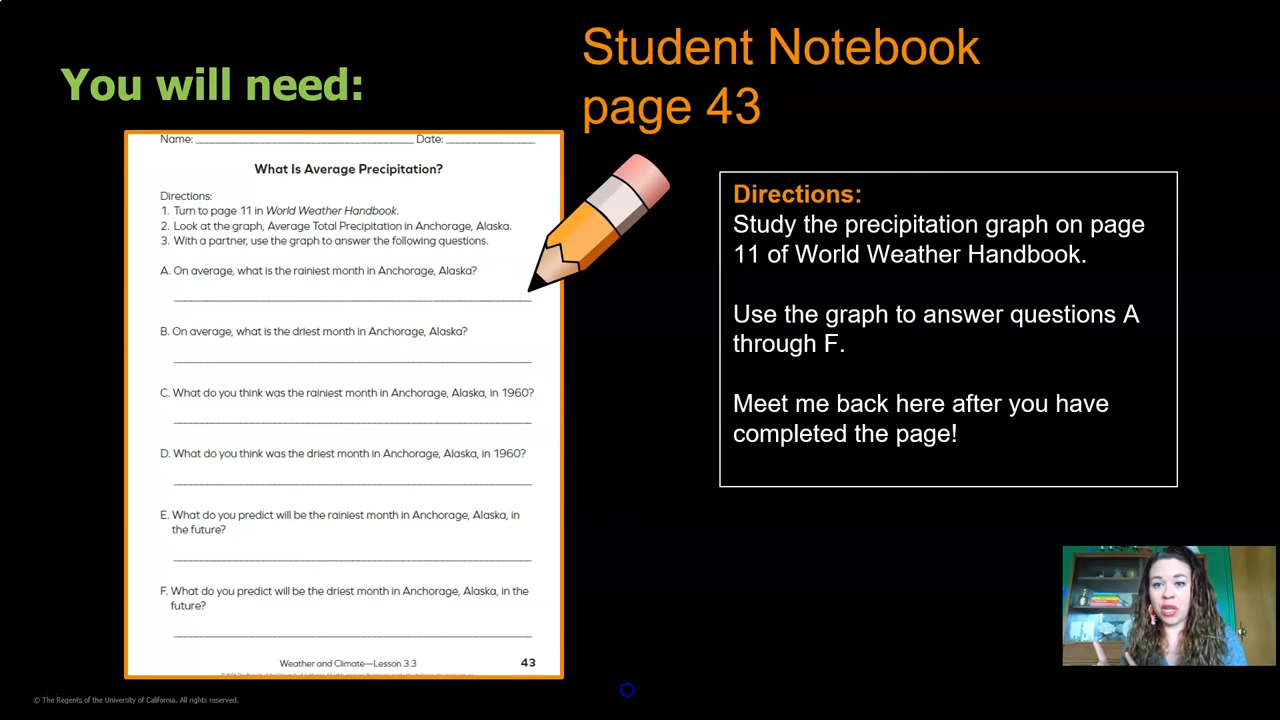 You will need:
Student Notebook
page 43
Name: ________ Date: ________
What Is Average Precipitation?
Directions:
1. Turn to page 11 in World Weather Handbook.
2. Look at the graph, Average Total Precipitation in Anchorage, Alaska.
3. With a partner, use the graph to answer the following questions.
A. On average, what is the rainiest month in Anchorage, Alaska?
B. On average, what is the driest month in Anchorage, Alaska?
C. What do you think was the rainiest month in Anchorage, Alaska, in 1960?
D. What do you think was the driest month in Anchorage, Alaska, in 1960?
E. What do you predict will be the rainiest month in Anchorage, Alaska, in
the future?
F. What do you predict will be the driest month in Anchorage, Alaska, in the
future?
Weather and Climate—Lesson 3.3
43
Directions:
Study the precipitation graph on page
11 of World Weather Handbook.
Use the graph to answer questions A
through F.
Meet me back here after you have
completed the page!
© The Regents of the University of California. All rights reserved.